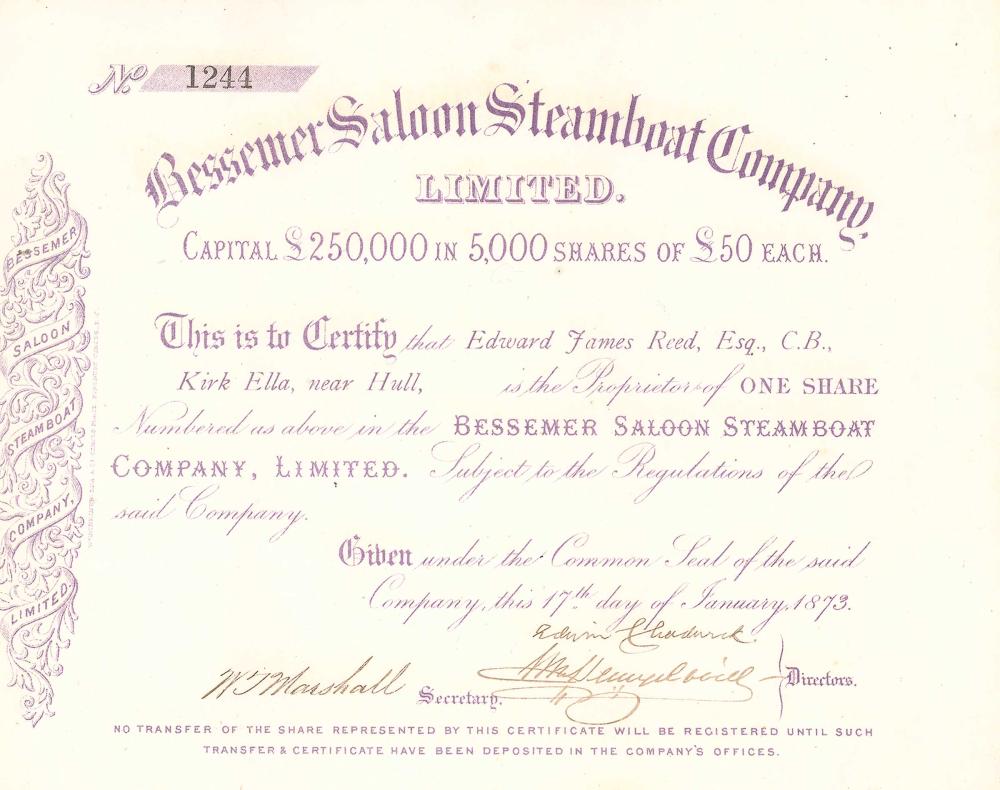 No. 1244
Bessemer Saloon Steamboat Company,
LIMITED.
CAPITAL £250,000 IN 5,000 SHARES OF £50 EACH.
This is to Certify that Edward James Reed, Esq., C.B.,
Kirk Ella, near Hull, is the Proprietor of ONE SHARE
Numbered as above in the BESSEMER SALOON STEAMBOAT
COMPANY, LIMITED. Subject to the Regulations of the
said Company.
Given under the Common Seal of the said
Company, this 17th day of January, 1873.
Edwin Chadwick
W J Marshall Secretary. Directors.
NO TRANSFER OF THE SHARE REPRESENTED BY THIS CERTIFICATE WILL BE REGISTERED UNTIL SUCH
TRANSFER & CERTIFICATE HAVE BEEN DEPOSITED IN THE COMPANY'S OFFICES.
BESSEMER
SALOON
STEAMBOAT
COMPANY,
LIMITED.